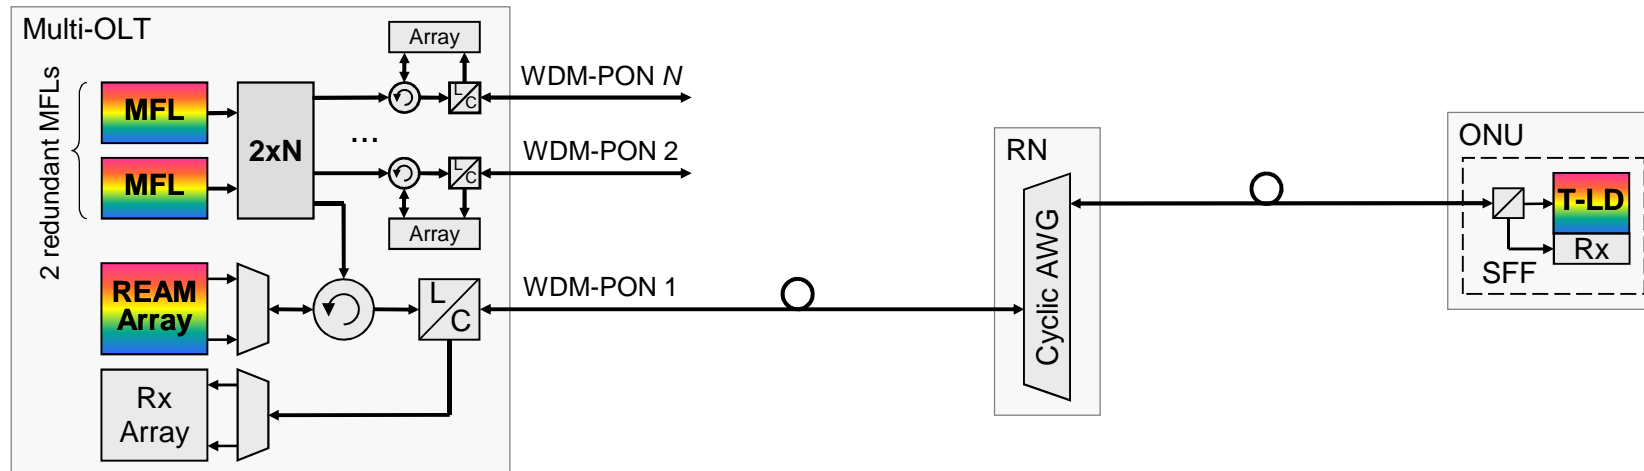 Multi-OLT
2 redundant MFLs
MFL
MFL
2xN
Array
L
C
WDM-PON N
...
L
C
WDM-PON 2
Array
REAM
Array
L
C
WDM-PON 1
Rx
Array
RN
Cyclic AWG
ONU
T-LD
Rx
SFF